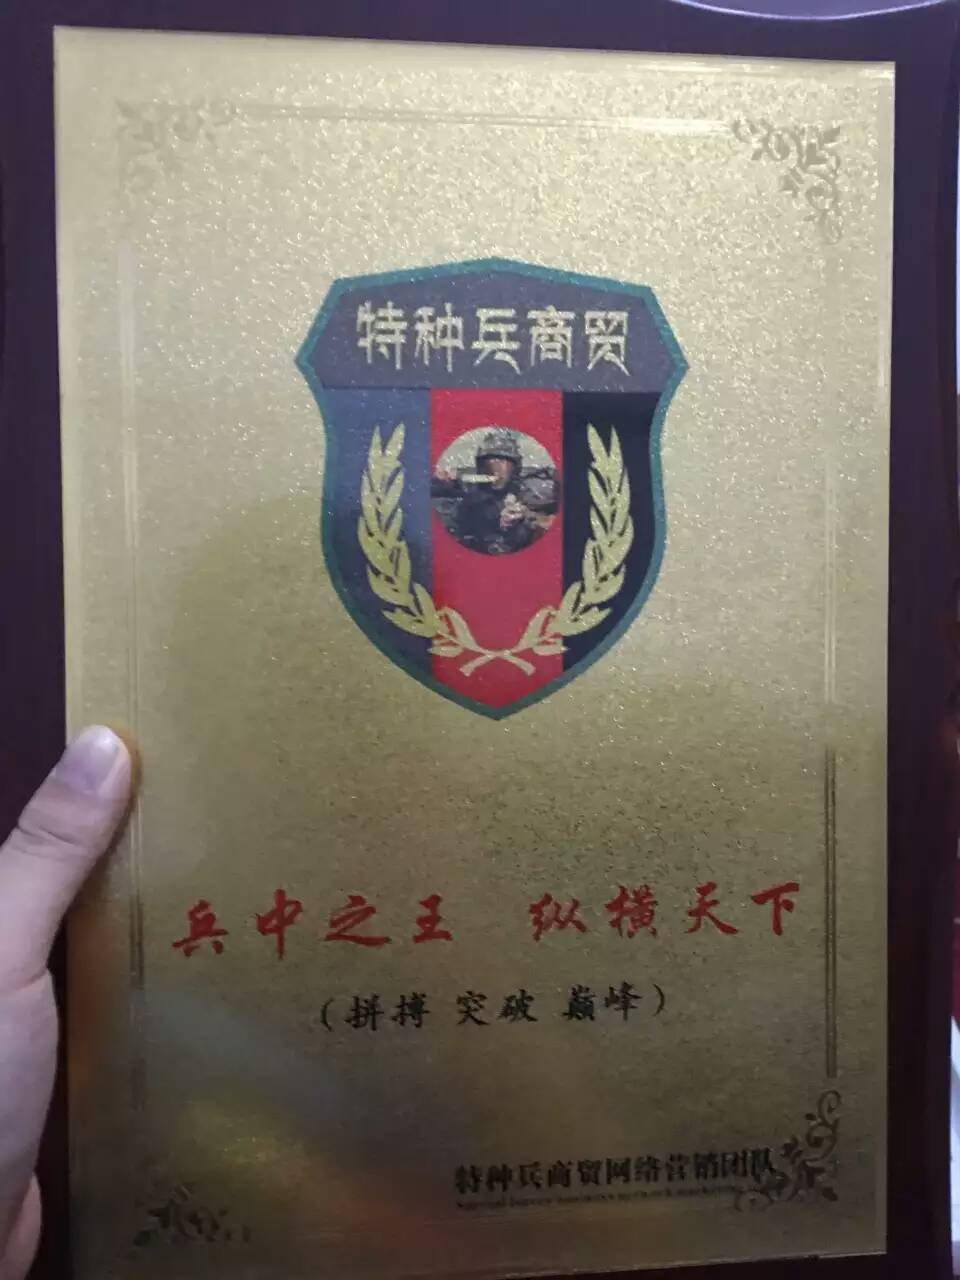 特种兵商贸
兵中之王 纵横天下
（拼搏 突破 巅峰）
特种兵商贸网络营销团队